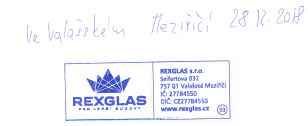 Ve Valašském Meziříčí 28.12.2018
REXGLAS
PRO LEPŠÍ BUDOVY
REXGLAS s.r.o.
Seifertova 832
757 01 Valašské Meziříčí
IČ: 27784550
DIČ: CZ27784550
www.rexglas.cz